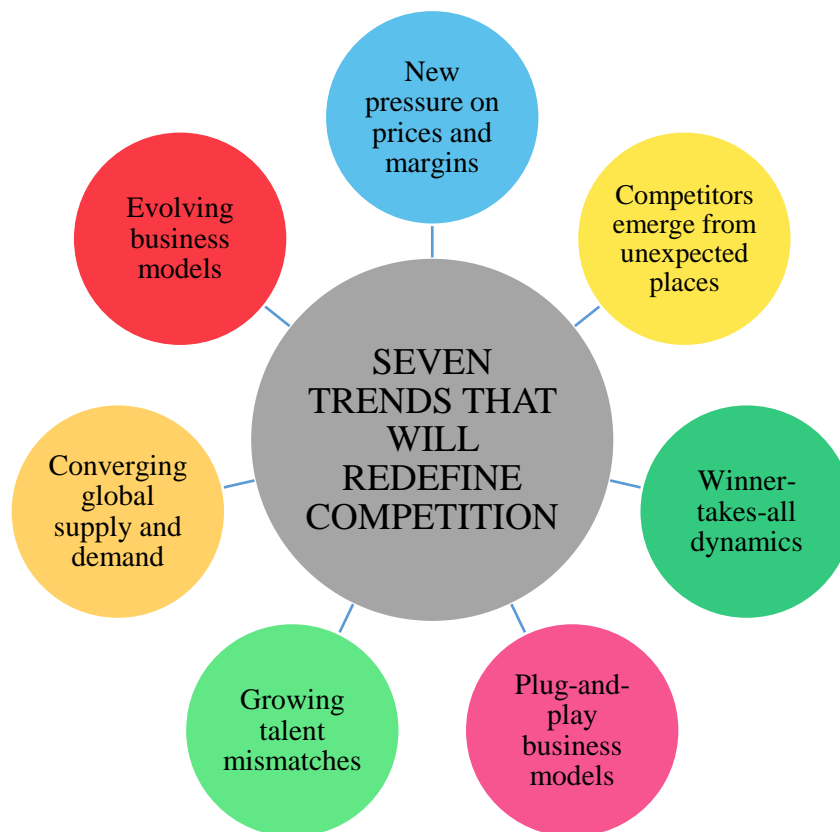 New
pressure on
prices and
margins
Competitors
emerge from
unexpected
places
Winner-
takes-all
dynamics
Plug-and-
play
business
models
Growing
talent
mismatches
Converging
global
supply and
demand
Evolving
business
models
SEVEN
TRENDS THAT
WILL
REDEFINE
COMPETITION